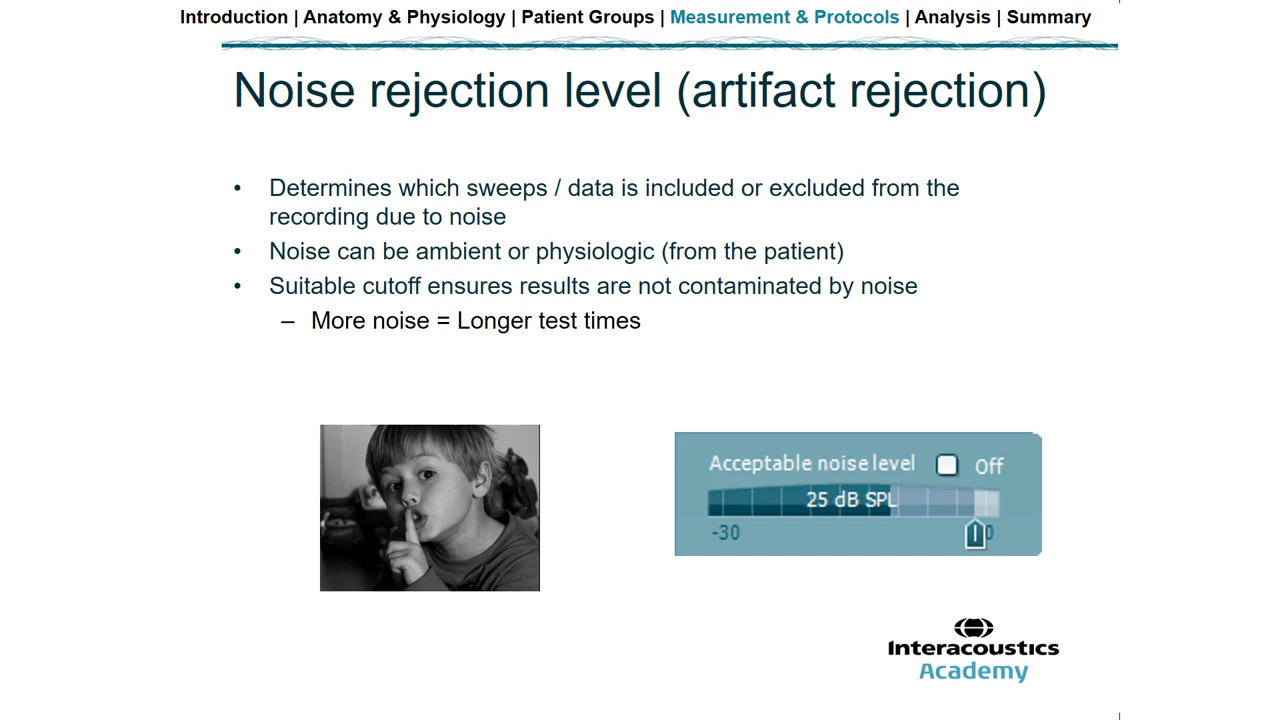 Introduction | Anatomy & Physiology | Patient Groups | Measurement & Protocols | Analysis | Summary
Noise rejection level (artifact rejection)
• Determines which sweeps / data is included or excluded from the
recording due to noise
• Noise can be ambient or physiologic (from the patient)
• Suitable cutoff ensures results are not contaminated by noise
– More noise = Longer test times
Acceptable noise level Off
25 dB SPL
-30 0
Interacoustics
Academy